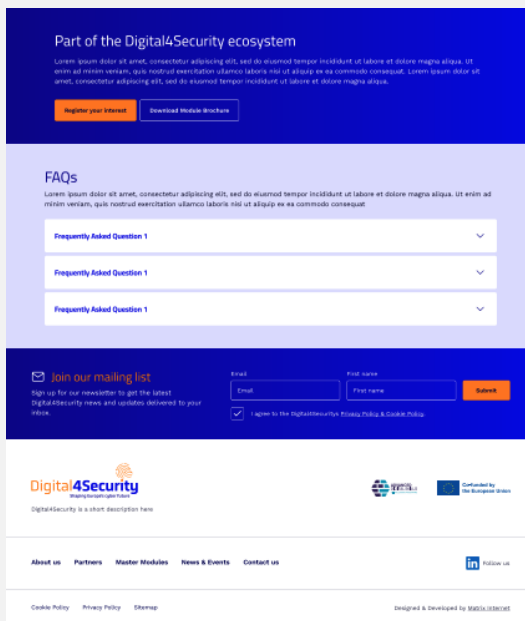 Part of the Digital4Security ecosystem
Lorem ipsum dolor sit amet, consectetur adipiscing elit, sed do eiusmod tempor incididunt ut labore et dolore magna aliqua. Ut
enim ad minim veniam, quis nostrud exercitation ullamco laboris nisi ut aliquip ex ea commodo consequat. Lorem ipsum dolor sit
amet, consectetur adipiscing elit, sed do eiusmod tempor incididunt ut labore et dolore magna aliqua.
Register your interest
Download Module Brochure
FAQs
Lorem ipsum dolor sit amet, consectetur adipiscing elit, sed do eiusmod tempor incididunt ut labore et dolore magna aliqua. Ut enim ad
minim veniam, quis nostrud exercitation ullamco laboris nisi ut aliquip ex ea commodo consequat
Frequently Asked Question 1
Frequently Asked Question 1
Frequently Asked Question 1
Join our mailing list
Sign up for our newsletter to get the latest
Digital4Security news and updates delivered to your
inbox.
Email
First name
Email
First name
Submit
I agree to the Digital4Securitys Privacy Policy & Cookie Policy.
Digital4Security
Shaping Europe's Cyber Future
Digital4Security is a short description here
Co-funded by
the European Union
About us
Partners
Master Modules
News & Events
Contact us
in
Follow us
Cookie Policy
Privacy Policy
Sitemap
Designed & Developed by Matrix Internet